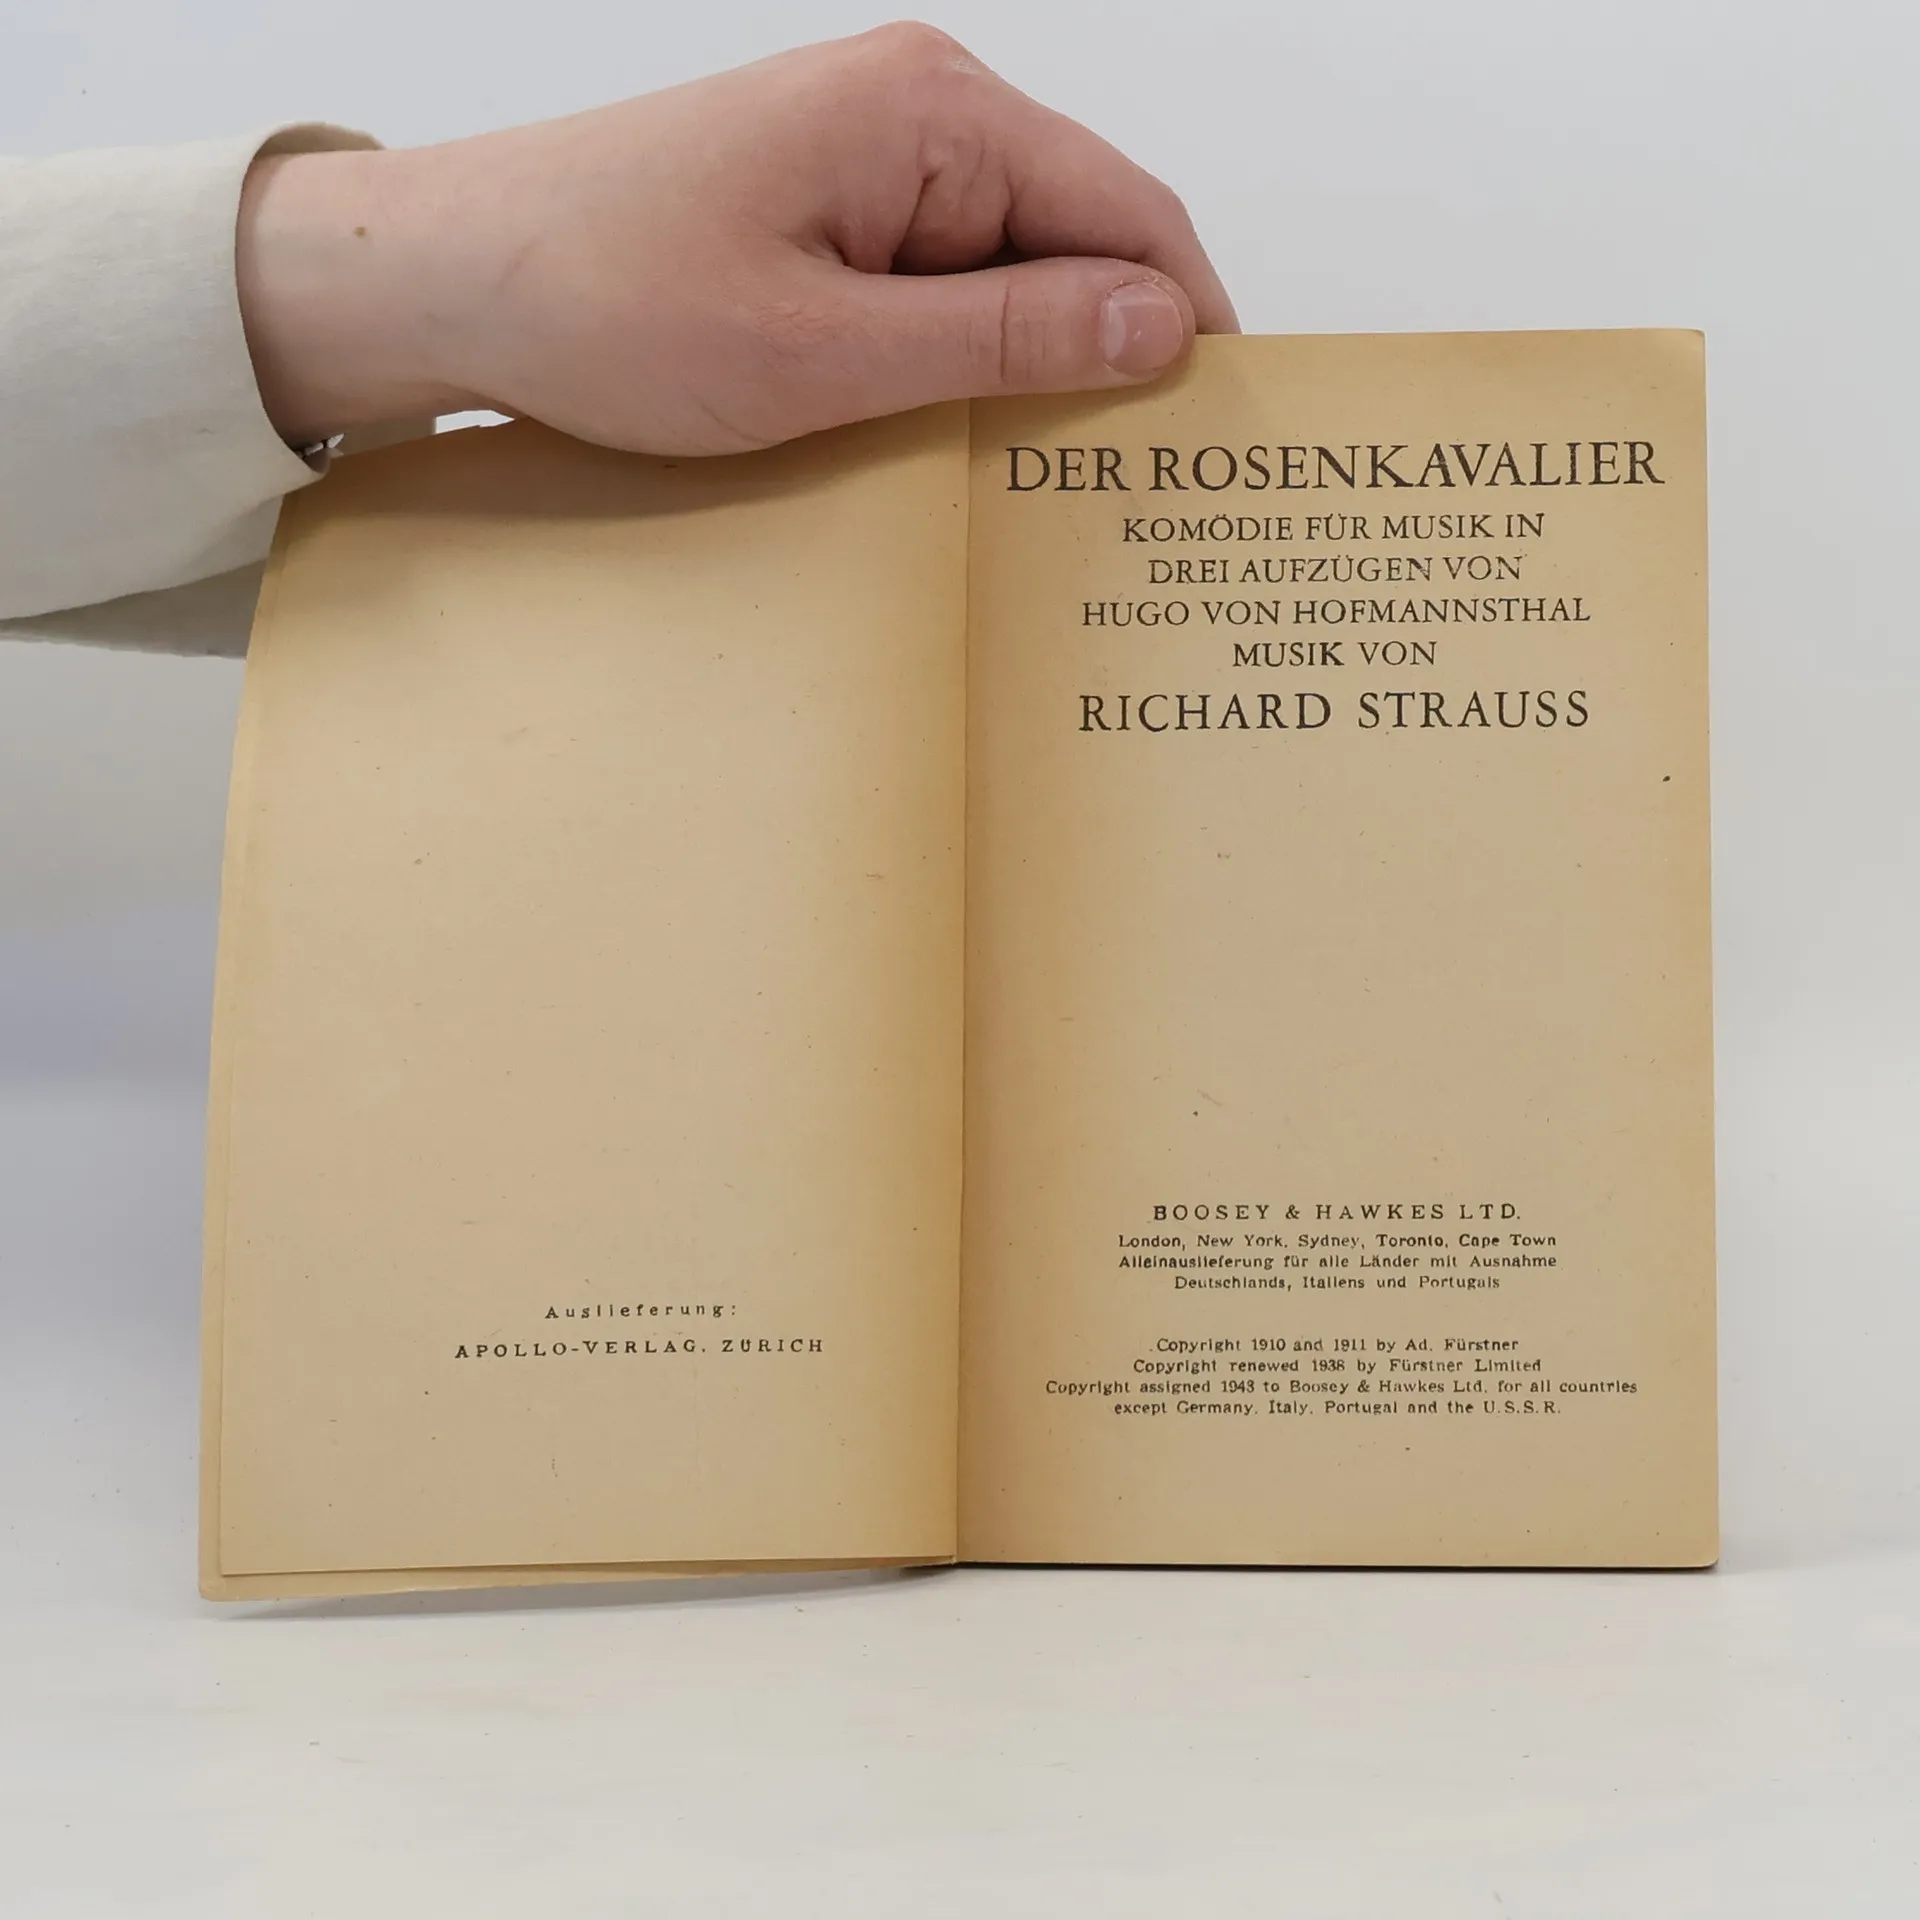 Auslieferung:
APOLLO-VERLAG, ZÜRICH
DER ROSENKAVALIER
KOMÖDIE FÜR MUSIK IN
DREI AUFZÜGEN VON
HUGO VON HOFMANNSTHAL
MUSIK VON
RICHARD STRAUSS
BOOSEY & HAWKES LTD.
London, New York, Sydney, Toronto, Cape Town
Alleinauslieferung für alle Länder mit Ausnahme
Deutschlands, Italiens und Portugals
Copyright 1910 and 1911 by Ad. Fürstner
Copyright renewed 1938 by Fürstner Limited
Copyright assigned 1943 to Boosey & Hawkes Ltd. for all countries
except Germany, Italy, Portugal and the U.S.S.R.